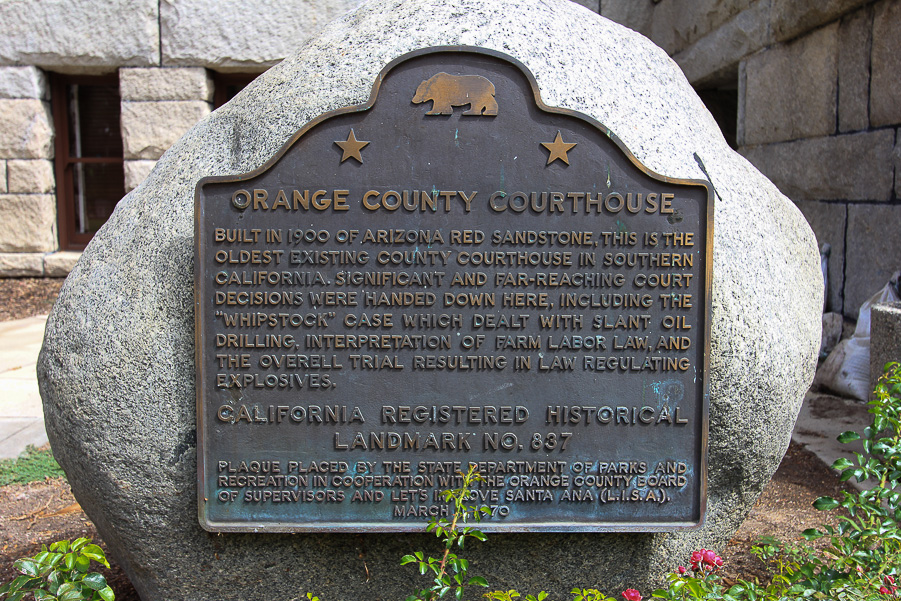 ORANGE COUNTY COURTHOUSE
BUILT IN 1900 OF ARIZONA RED SANDSTONE, THIS IS THE
OLDEST EXISTING COUNTY COURTHOUSE IN SOUTHERN
CALIFORNIA. SIGNIFICANT AND FAR-REACHING COURT
DECISIONS WERE HANDED DOWN HERE, INCLUDING THE
"WHIPSTOCK" CASE WHICH DEALT WITH SLANT OIL
DRILLING, INTERPRETATION OF FARM LABOR LAW, AND
THE OVERELL TRIAL RESULTING IN LAW REGULATING
EXPLOSIVES.
CALIFORNIA REGISTERED HISTORICAL
LANDMARK NO. 837
PLAQUE PLACED BY THE STATE DEPARTMENT OF PARKS AND
RECREATION IN COOPERATION WITH THE ORANGE COUNTY BOARD
OF SUPERVISORS AND LET'S SANTA ANA (L.I.S.A.).
MARCH